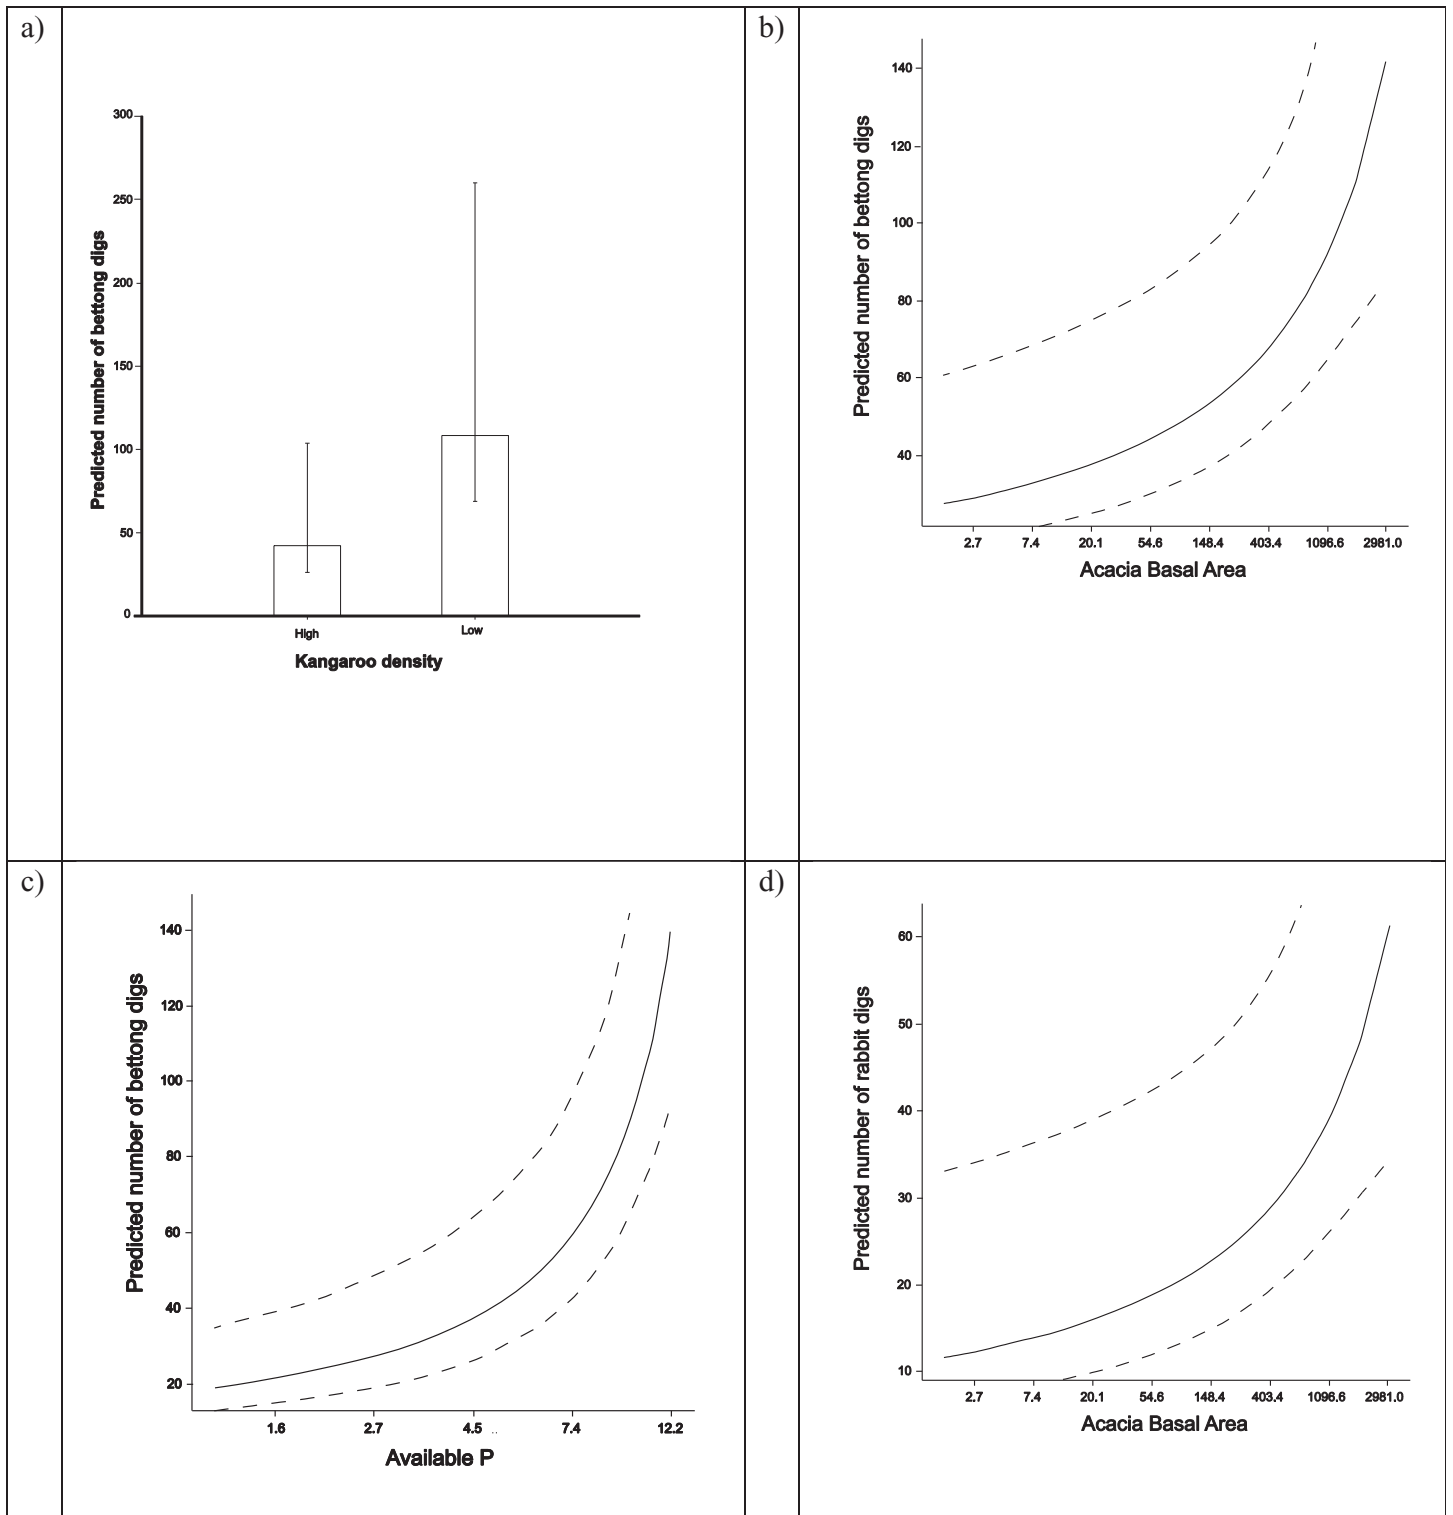 a)
300
250
200
150
100
50
0
Predicted number of bettong digs
High
Low
Kangaroo density
b)
140
120
100
80
60
40
Predicted number of bettong digs
2.7 7.4 20.1 54.6 148.4 403.4 1096.6 2981.0
Acacia Basal Area
c)
140
120
100
80
60
40
20
Predicted number of bettong digs
1.6 2.7 4.5 7.4 12.2
Available P
d)
60
50
40
30
20
10
Predicted number of rabbit digs
2.7 7.4 20.1 54.6 148.4 403.4 1096.6 2981.0
Acacia Basal Area